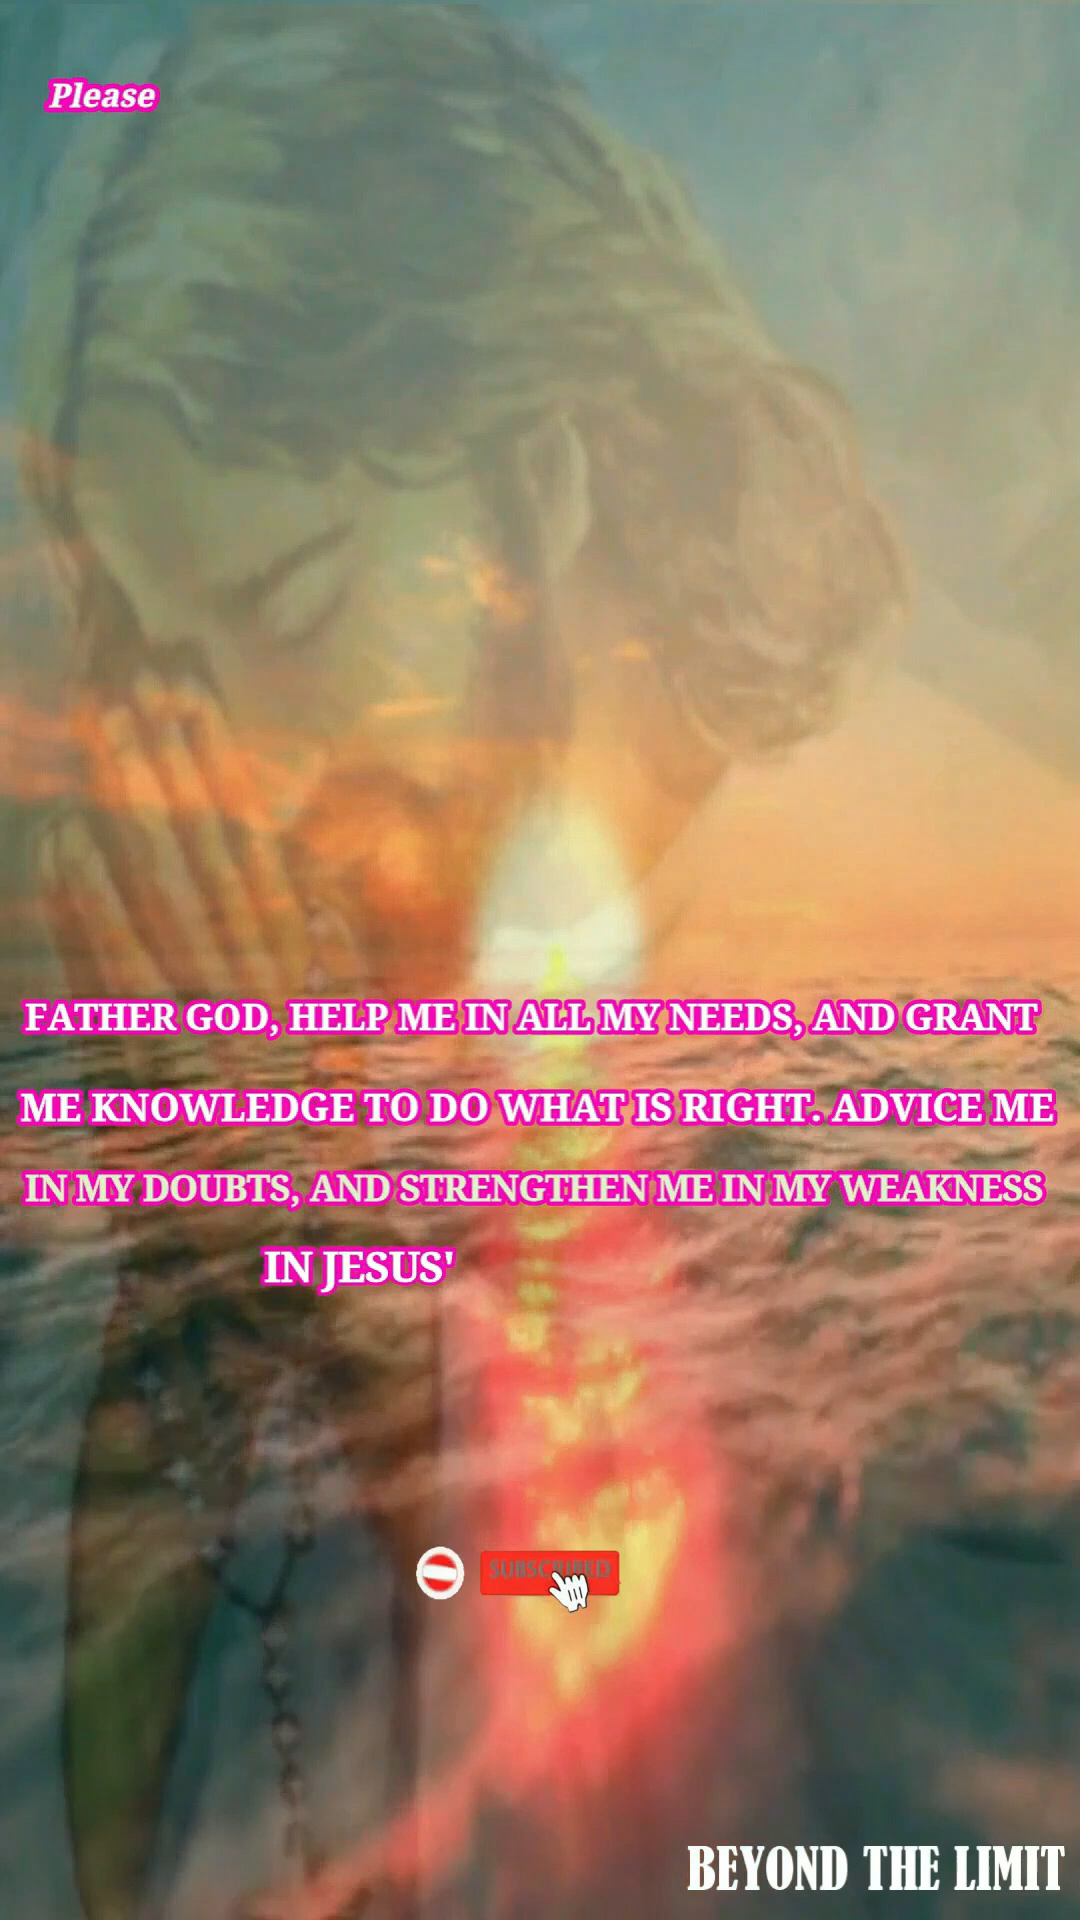 Please
FATHER GOD, HELP ME IN ALL MY NEEDS, AND GRANT
ME KNOWLEDGE TO DO WHAT IS RIGHT. ADVICE ME
IN MY DOUBTS, AND STRENGTHEN ME IN MY WEAKNESS
IN JESUS'
SUBSCRIBED
BEYOND THE LIMIT